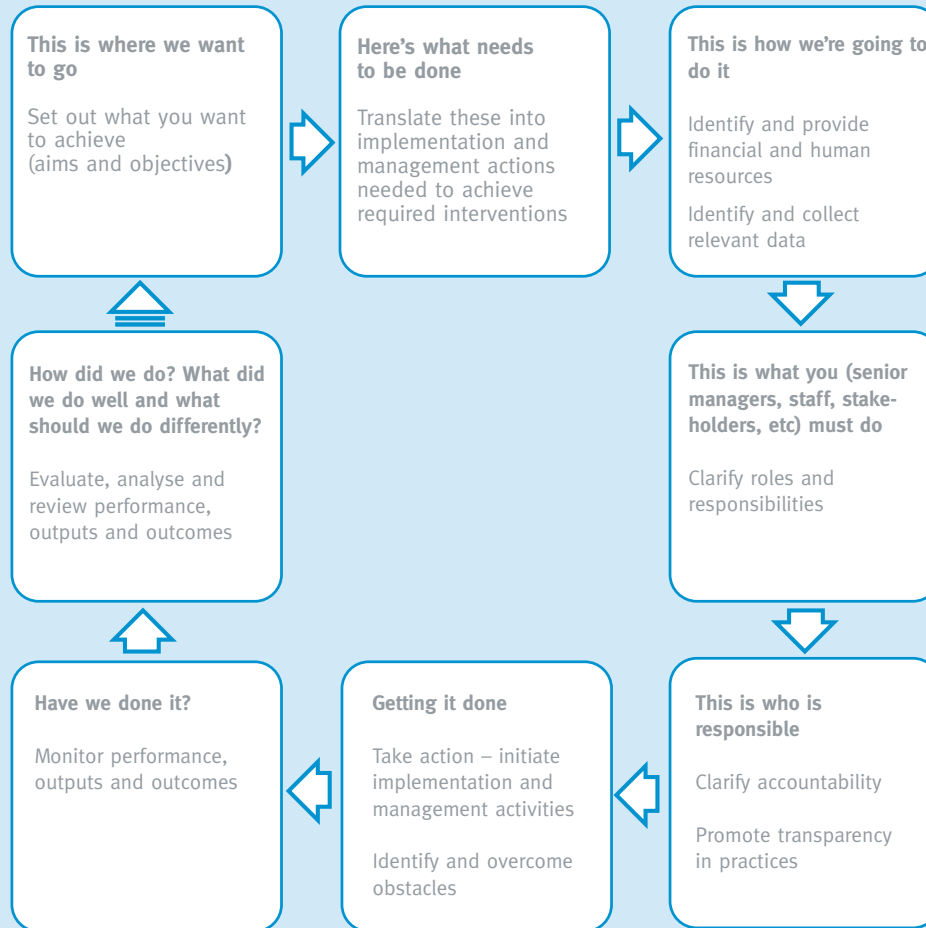 This is where we want
to go
Set out what you want
to achieve
(aims and objectives)
Here's what needs
to be done
Translate these into
implementation and
management actions
needed to achieve
required interventions
This is how we're going to
do it
Identify and provide
financial and human
resources
Identify and collect
relevant data
This is what you (senior
managers, staff, stake-
holders, etc) must do
Clarify roles and
responsibilities
This is who is
responsible
Clarify accountability
Promote transparency
in practices
Getting it done
Take action – initiate
implementation and
management activities
Identify and overcome
obstacles
Have we done it?
Monitor performance,
outputs and outcomes
How did we do? What did
we do well and what
should we do differently?
Evaluate, analyse and
review performance,
outputs and outcomes